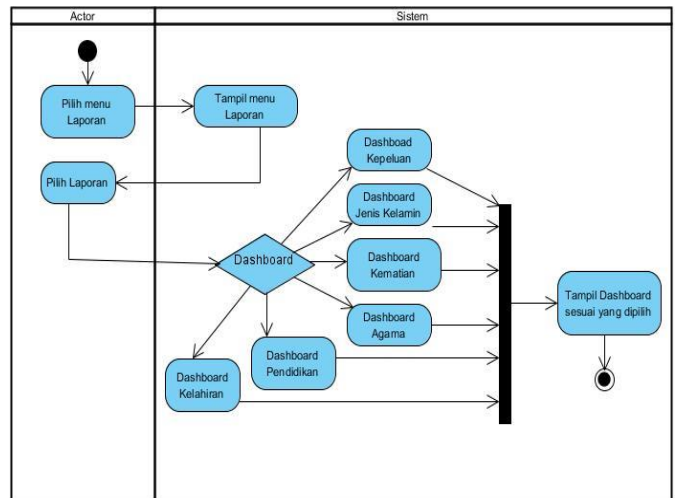 Actor
Sistem
Pilih menu
Laporan
Tampil menu
Laporan
Pilih Laporan
Dashboard
Dashboad
Kepeluan
Dashboard
Jenis Kelamin
Dashboard
Kematian
Dashboard
Agama
Dashboard
Pendidikan
Dashboard
Kelahiran
Tampil Dashboard
sesuai yang dipilih